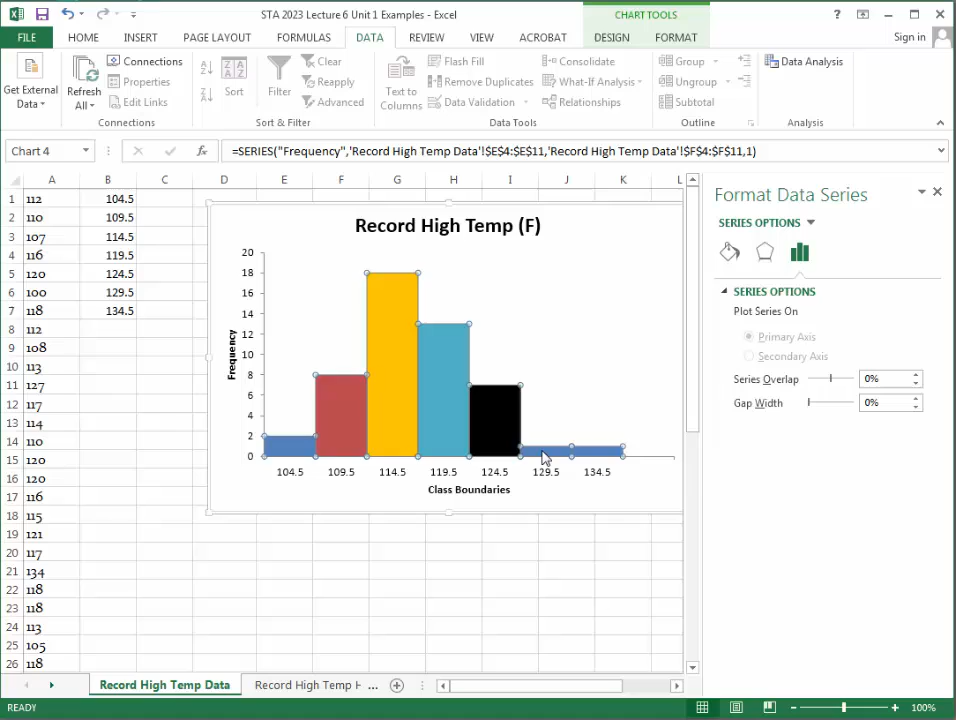 STA 2023 Lecture 6 Unit 1 Examples - Excel
CHART TOOLS
?
Sign in
FILE HOME INSERT PAGE LAYOUT FORMULAS DATA REVIEW VIEW ACROBAT DESIGN FORMAT
Get External Data
Refresh All
Connections
Properties
Edit Links
Connections
Sort
Filter
Clear
Reapply
Advanced
Sort & Filter
Text to Columns
Flash Fill
Remove Duplicates
Data Validation
Consolidate
What-If Analysis
Relationships
Data Tools
Group
Ungroup
Subtotal
Outline
Data Analysis
Analysis
Chart 4
fx
=SERIES("Frequency",'Record High Temp Data'!$E$4:$E$11,'Record High Temp Data'!$F$4:$F$11,1)
A B C D E F G H I J K L
1 112 104.5
2 110 109.5
3 107 114.5
4 116 119.5
5 120 124.5
6 100 129.5
7 118 134.5
8 112
9 108
10 113
11 127
12 117
13 114
14 110
15 120
16 120
17 116
18 115
19 121
20 117
21 134
22 118
23 118
24 113
25 105
26 118
Record High Temp (F)
Frequency
20
18
16
14
12
10
8
6
4
2
0
104.5 109.5 114.5 119.5 124.5 129.5 134.5
Class Boundaries
Format Data Series
SERIES OPTIONS
SERIES OPTIONS
Plot Series On
Primary Axis
Secondary Axis
Series Overlap 0%
Gap Width 0%
Record High Temp Data Record High Temp H ...
READY
100%